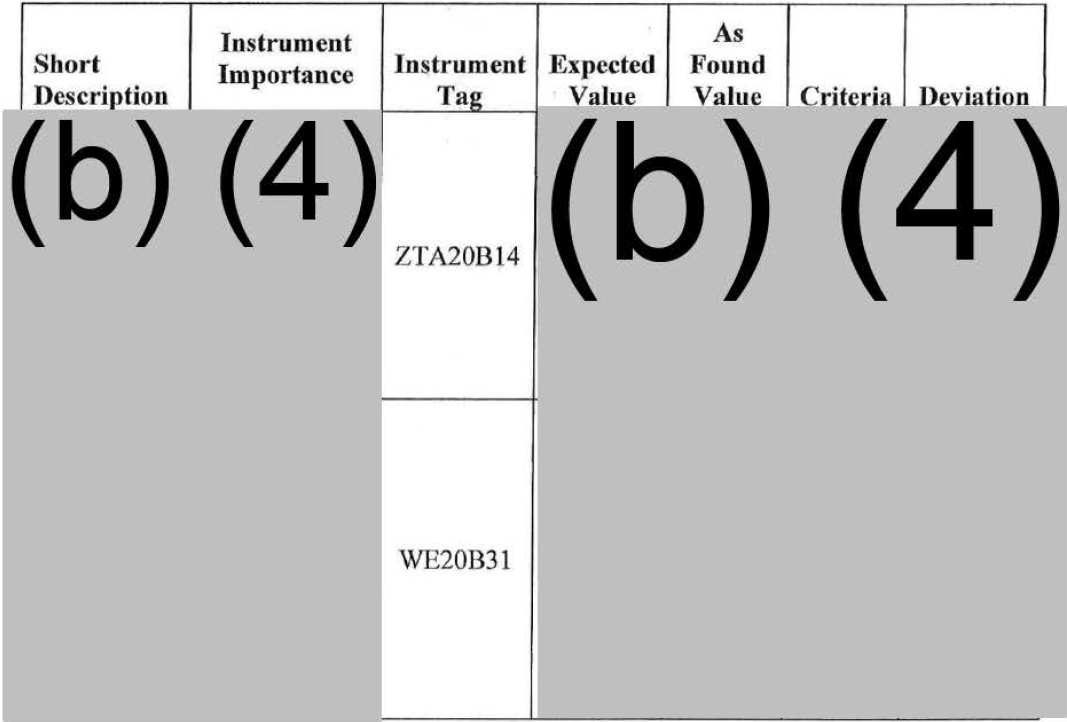 Short Description
Instrument Importance
Instrument Tag
Expected Value
As Found Value
Criteria
Deviation
(b) (4)
ZTA20B14
(b) (4)
WE20B31